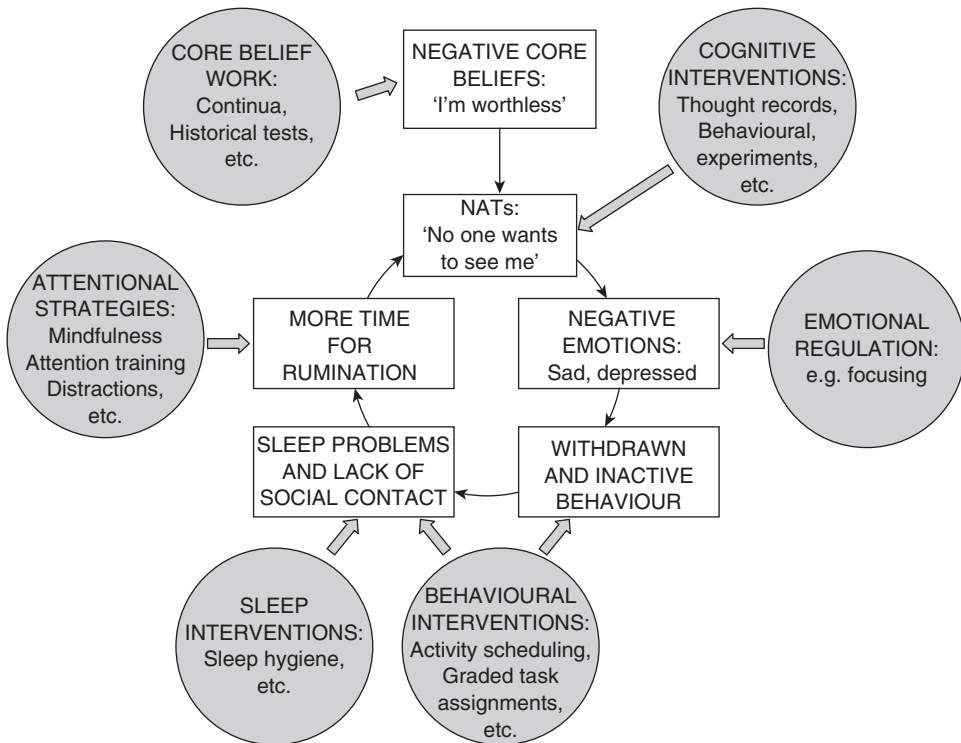 CORE BELIEF
WORK:
Continua,
Historical tests,
etc.
NEGATIVE CORE
BELIEFS:
‘I’m worthless’
COGNITIVE
INTERVENTIONS:
Thought records,
Behavioural,
experiments,
etc.
NATs:
‘No one wants
to see me’
ATTENTIONAL
STRATEGIES:
Mindfulness
Attention training
Distractions,
etc.
MORE TIME
FOR
RUMINATION
NEGATIVE
EMOTIONS:
Sad, depressed
EMOTIONAL
REGULATION:
e.g. focusing
SLEEP PROBLEMS
AND LACK OF
SOCIAL CONTACT
WITHDRAWN
AND INACTIVE
BEHAVIOUR
SLEEP
INTERVENTIONS:
Sleep hygiene,
etc.
BEHAVIOURAL
INTERVENTIONS:
Activity scheduling,
Graded task
assignments,
etc.